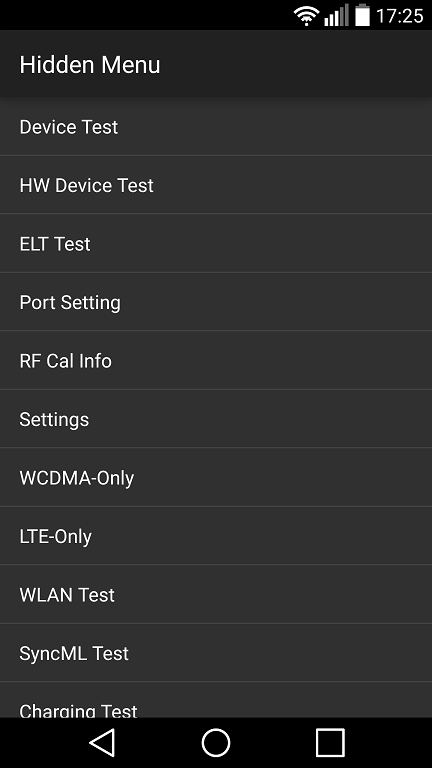 17:25
Hidden Menu
Device Test
HW Device Test
ELT Test
Port Setting
RF Cal Info
Settings
WCDMA-Only
LTE-Only
WLAN Test
SyncML Test
Charging Test